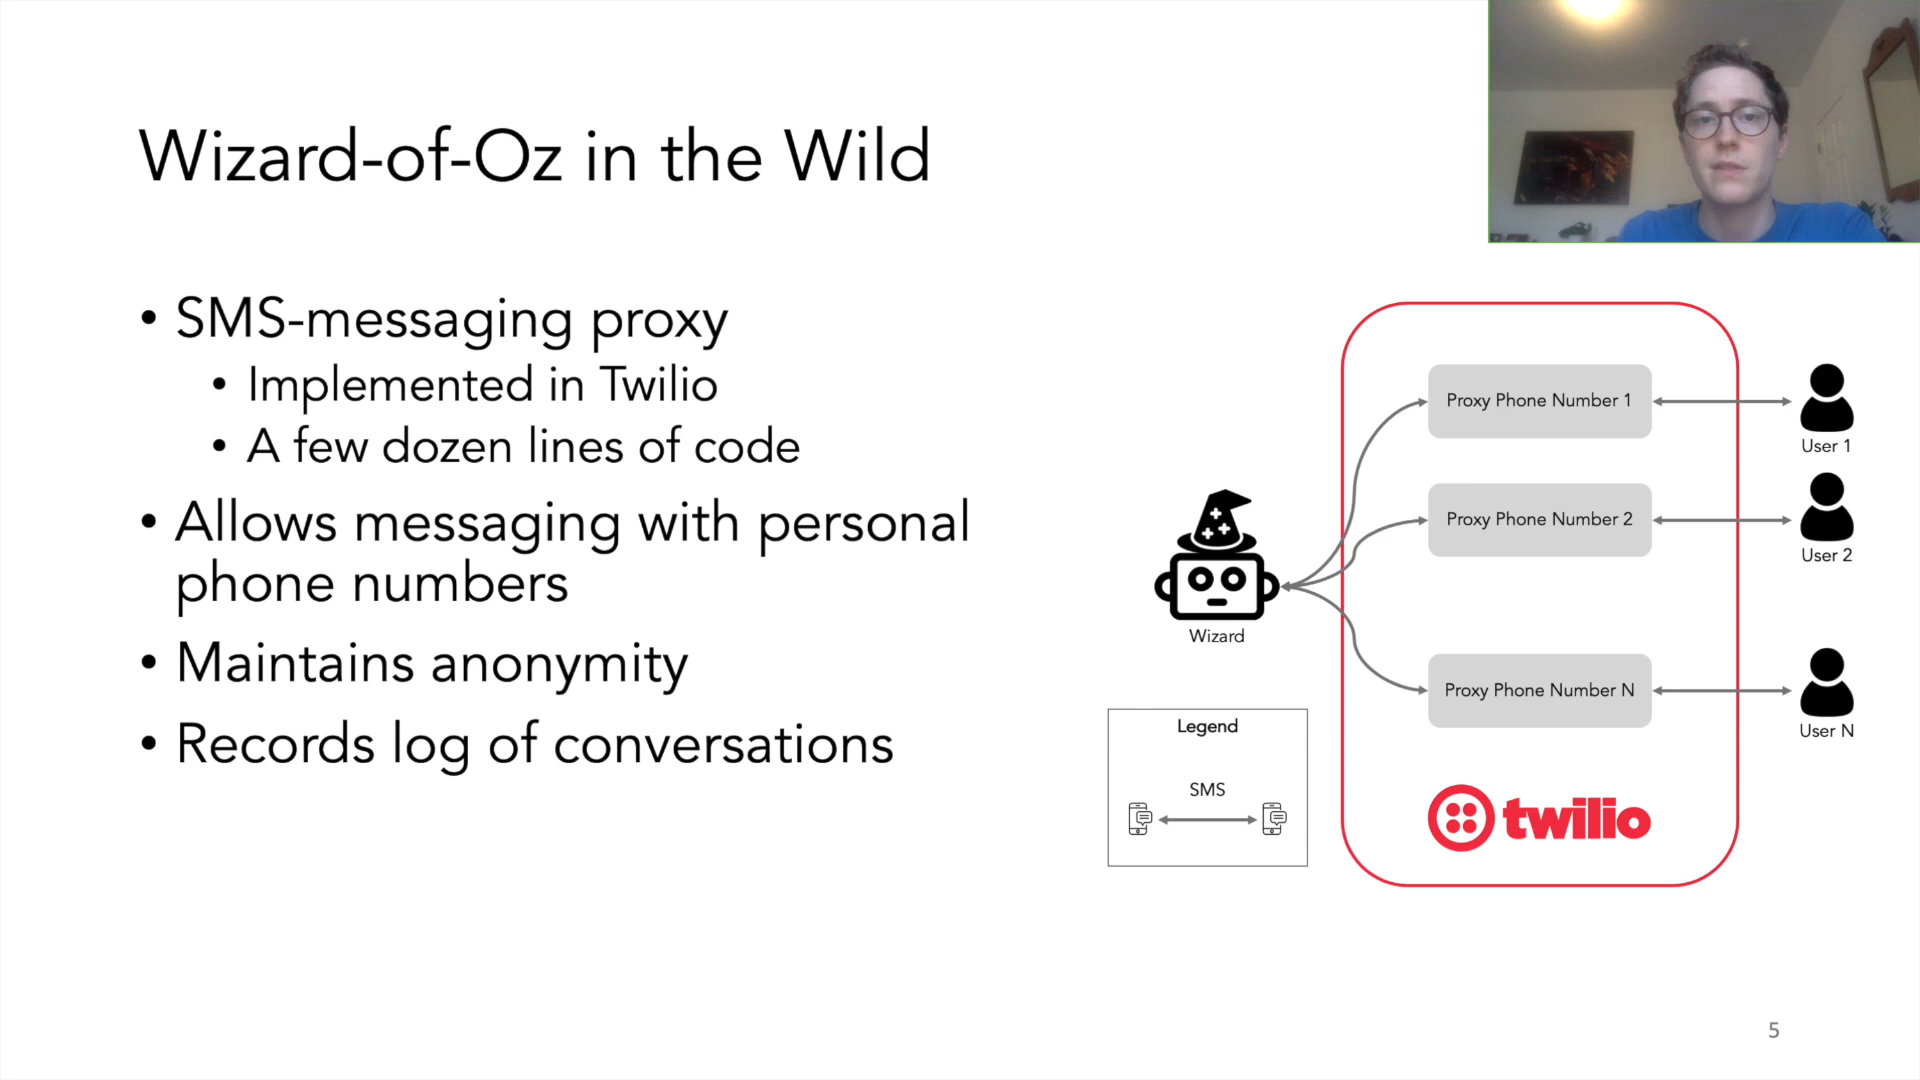 Wizard-of-Oz in the Wild
• SMS-messaging proxy
• Implemented in Twilio
• A few dozen lines of code
• Allows messaging with personal
phone numbers
• Maintains anonymity
• Records log of conversations
Proxy Phone Number 1
User 1
Proxy Phone Number 2
User 2
Wizard
Proxy Phone Number N
User N
Legend
SMS
twilio
5